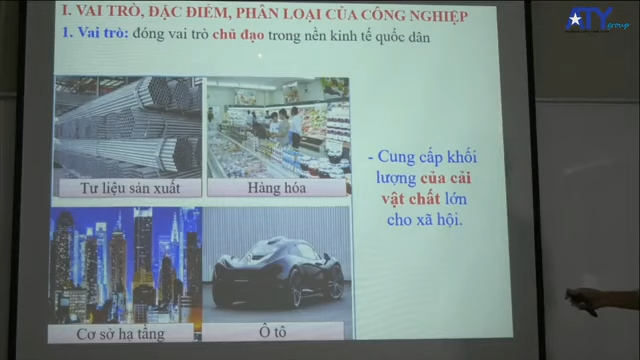 I. VAI TRÒ, ĐẶC ĐIỂM, PHÂN LOẠI CỦA CÔNG NGHIỆP
1. Vai trò: đóng vai trò chủ đạo trong nền kinh tế quốc dân
Tư liệu sản xuất
Hàng hóa
- Cung cấp khối
lượng của cải
vật chất lớn
cho xã hội.
Cơ sở hạ tầng
Ô tô
ATY group